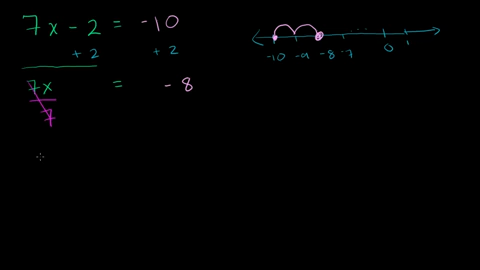 7x - 2 = -10
+ 2 + 2
7x = - 8
7
-10 -9 -8 -7 ... 0 1